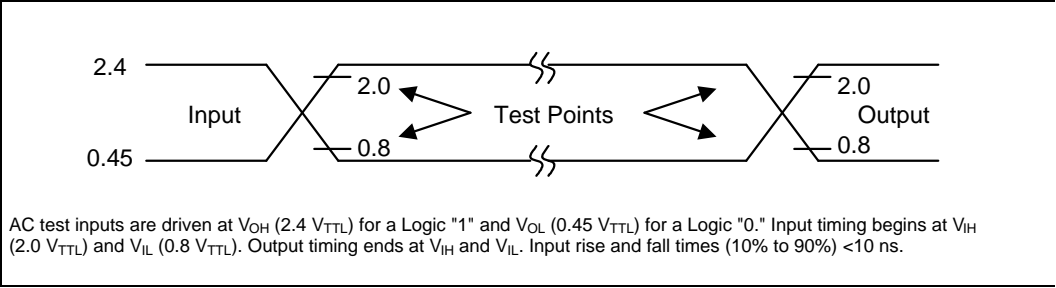 2.4
2.0
2.0
Input
Test Points
Output
0.8
0.8
0.45
AC test inputs are driven at VOH (2.4 VTTL) for a Logic "1" and VOL (0.45 VTTL) for a Logic "0." Input timing begins at VIH
(2.0 VTTL) and VIL (0.8 VTTL). Output timing ends at VIH and VIL. Input rise and fall times (10% to 90%) <10 ns.